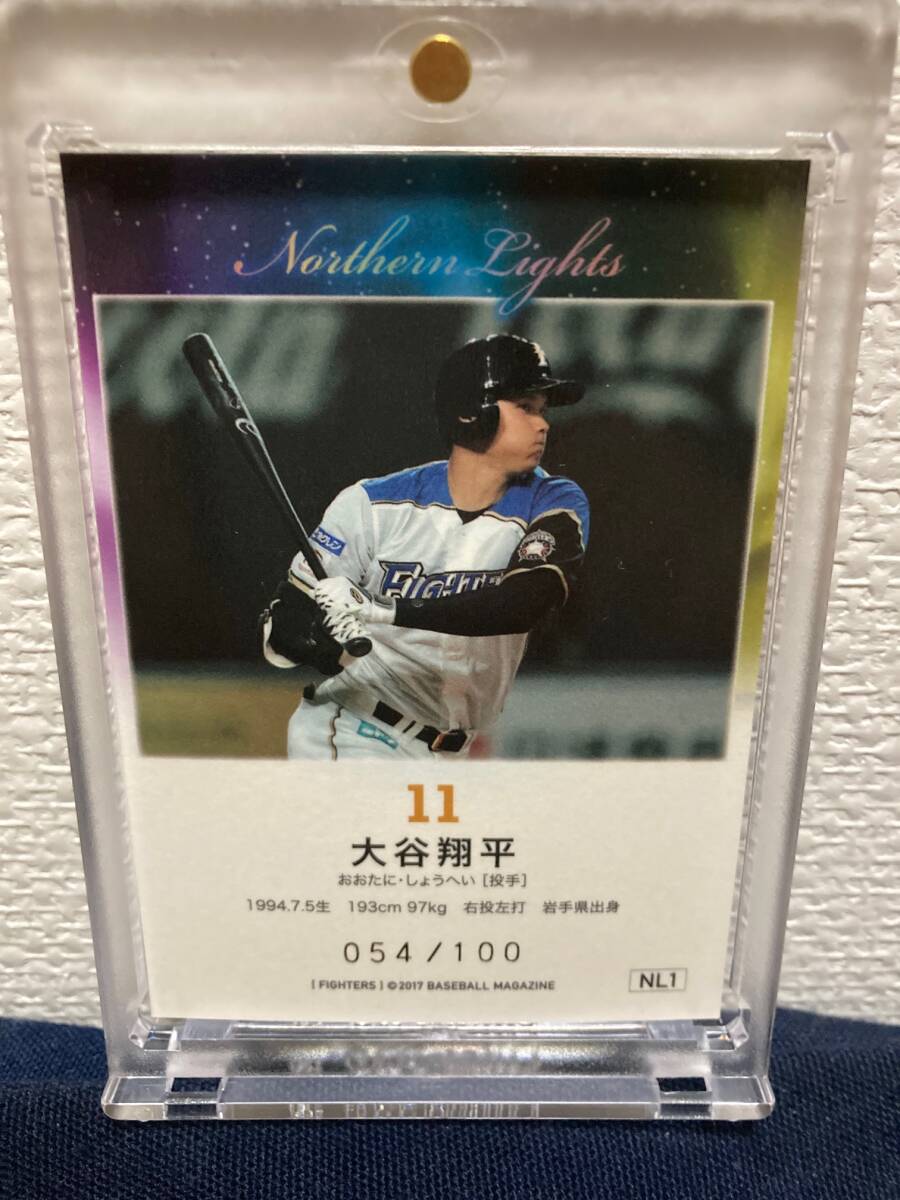 Northern Lights
FIGHTE
11
大谷翔平
おおたに・しょうへい［投手］
1994.7.5生 193cm 97kg 右投左打 岩手県出身
054/100
[ FIGHTERS ] ©2017 BASEBALL MAGAZINE
NL1